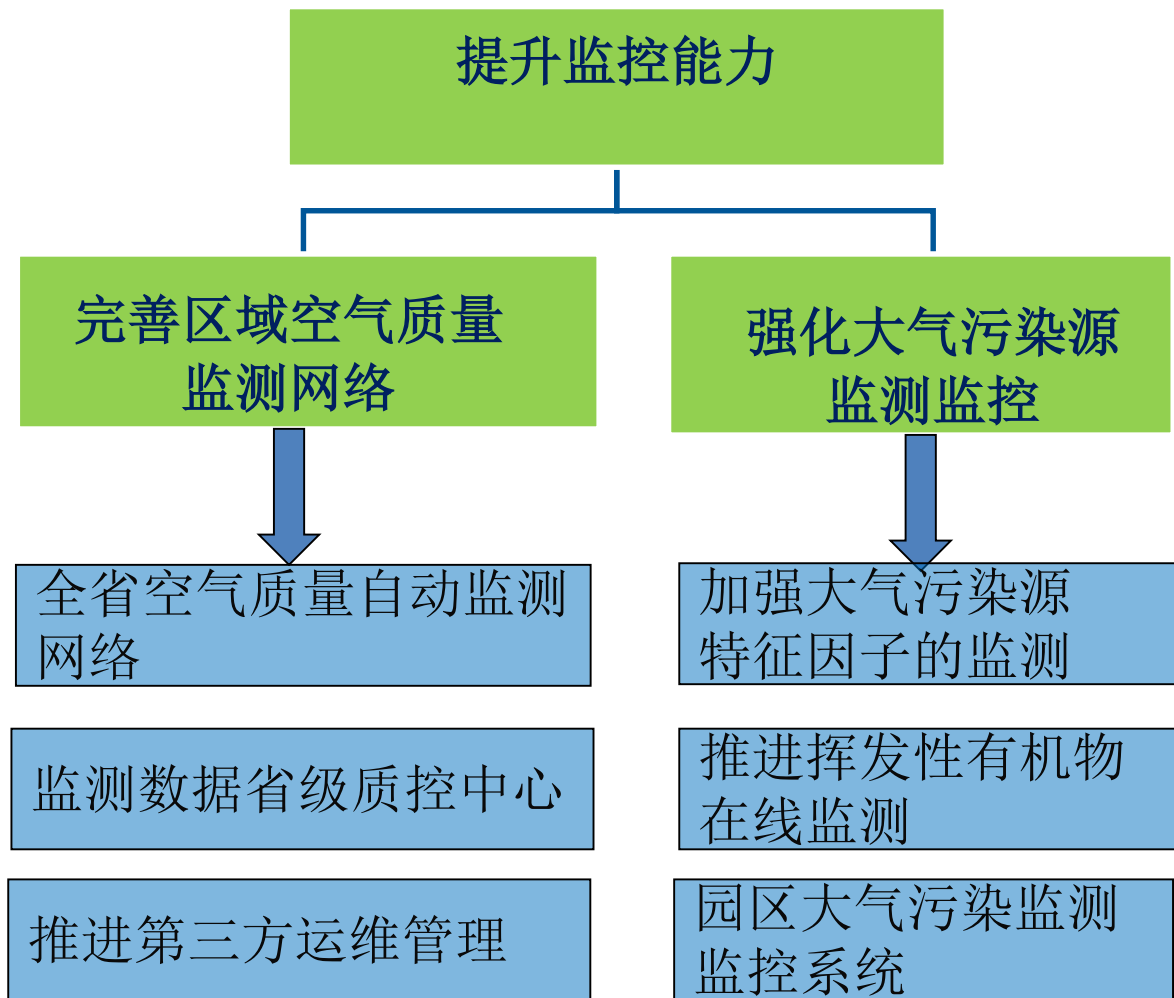 提升监控能力
完善区域空气质量
监测网络
强化大气污染源
监测监控
全省空气质量自动监测
网络
监测数据省级质控中心
推进第三方运维管理
加强大气污染源
特征因子的监测
推进挥发性有机物
在线监测
园区大气污染监测
监控系统